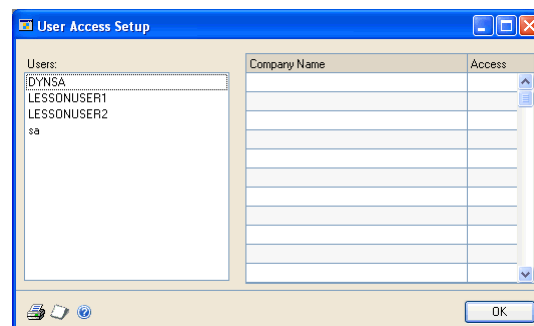 User Access Setup
Users:
DYNSA
LESSONUSER1
LESSONUSER2
sa
Company Name Access
OK